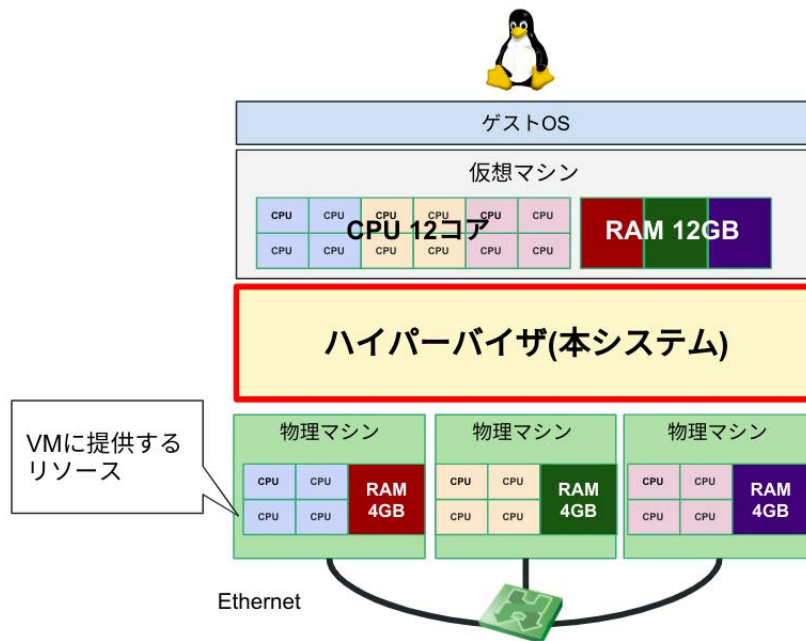 ゲストOS
仮想マシン
CPU CPU CPU CPU CPU CPU
CPU 12コア
RAM 12GB
CPU CPU CPU CPU CPU CPU
ハイパーバイザ(本システム)
VMに提供する
リソース
物理マシン
CPU CPU
CPU CPU
RAM
4GB
物理マシン
CPU CPU
CPU CPU
RAM
4GB
物理マシン
CPU CPU
CPU CPU
RAM
4GB
Ethernet